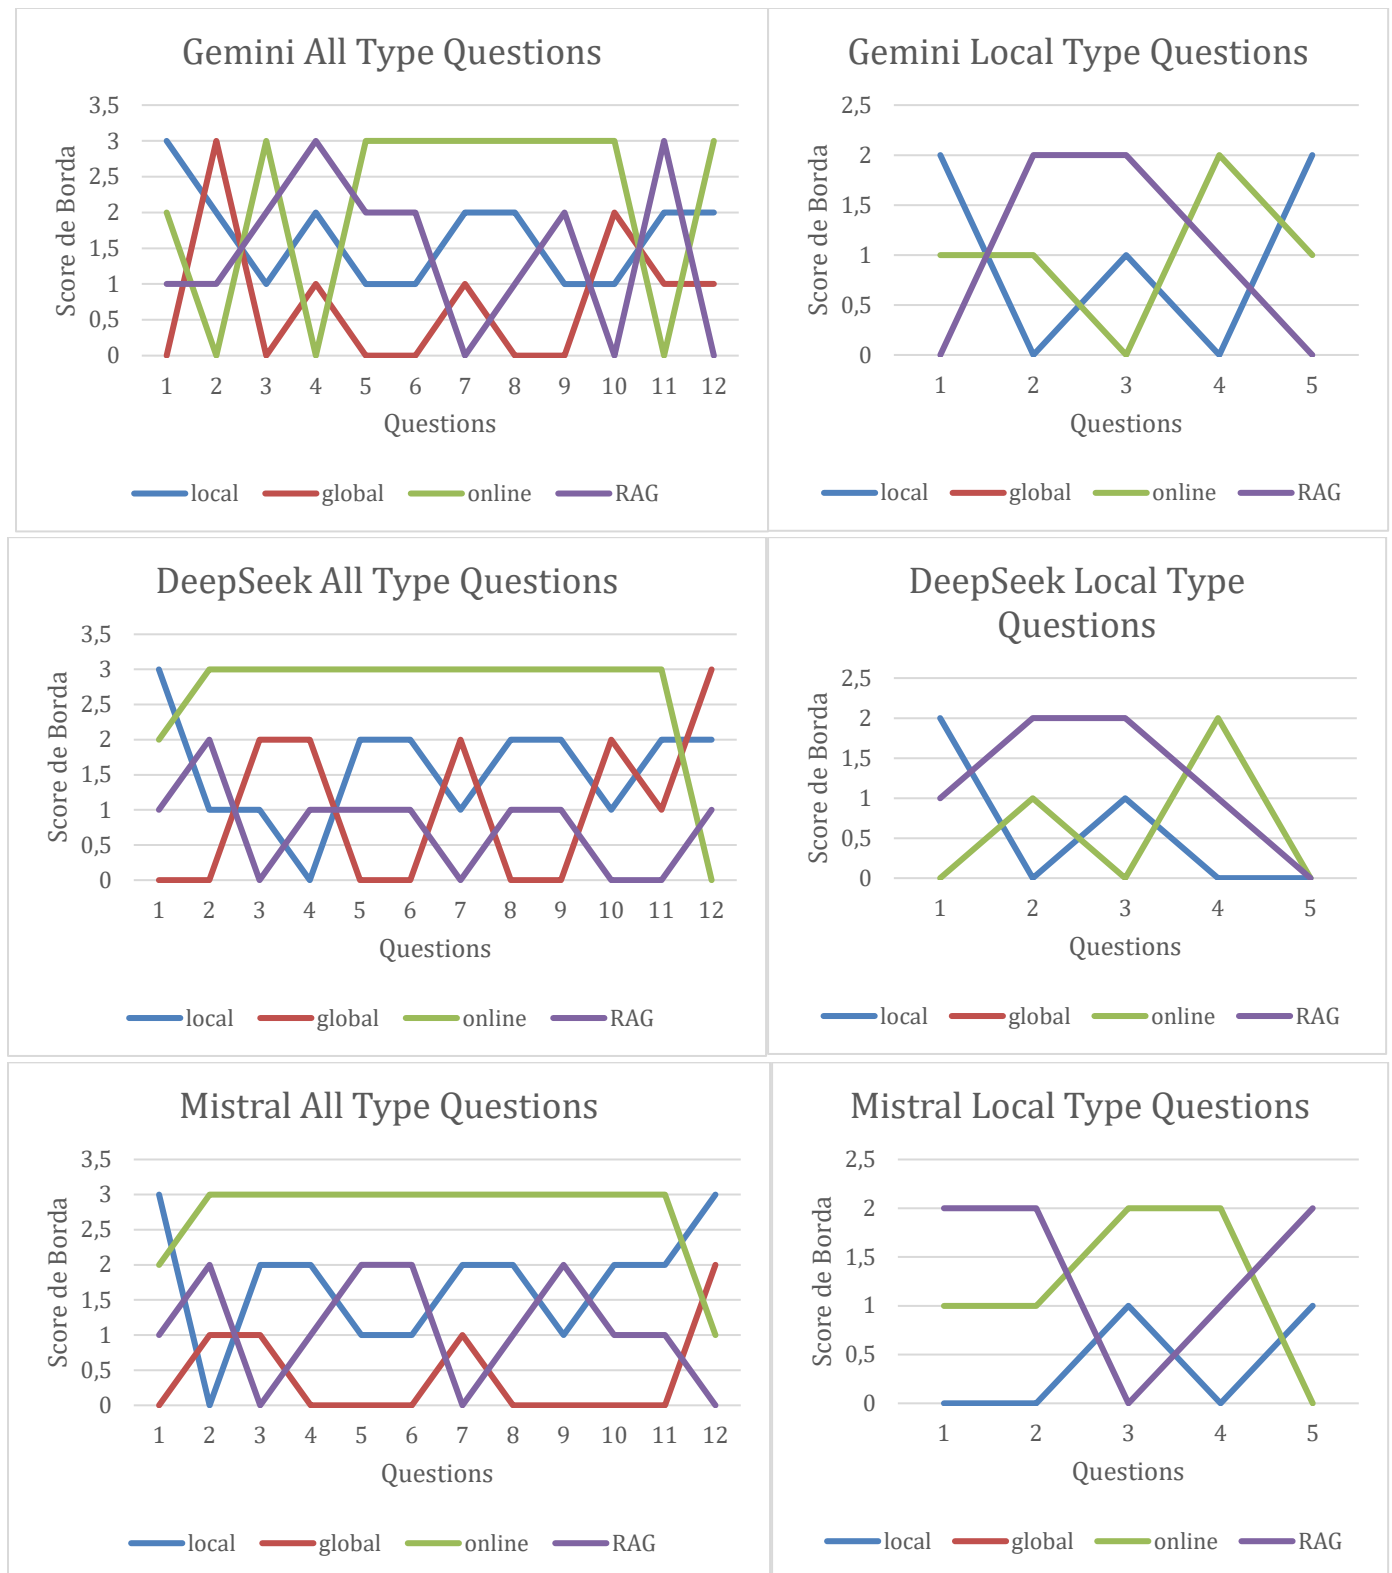 Gemini All Type Questions
Score de Borda
3,5
3
2,5
2
1,5
1
0,5
0
1 2 3 4 5 6 7 8 9 10 11 12
Questions
local global online RAG
Gemini Local Type Questions
Score de Borda
2,5
2
1,5
1
0,5
0
1 2 3 4 5
Questions
local global online RAG
DeepSeek All Type Questions
Score de Borda
3,5
3
2,5
2
1,5
1
0,5
0
1 2 3 4 5 6 7 8 9 10 11 12
Questions
local global online RAG
DeepSeek Local Type
Questions
Score de Borda
2,5
2
1,5
1
0,5
0
1 2 3 4 5
Questions
local global online RAG
Mistral All Type Questions
Score de Borda
3,5
3
2,5
2
1,5
1
0,5
0
1 2 3 4 5 6 7 8 9 10 11 12
Questions
local global online RAG
Mistral Local Type Questions
Score de Borda
2,5
2
1,5
1
0,5
0
1 2 3 4 5
Questions
local global online RAG